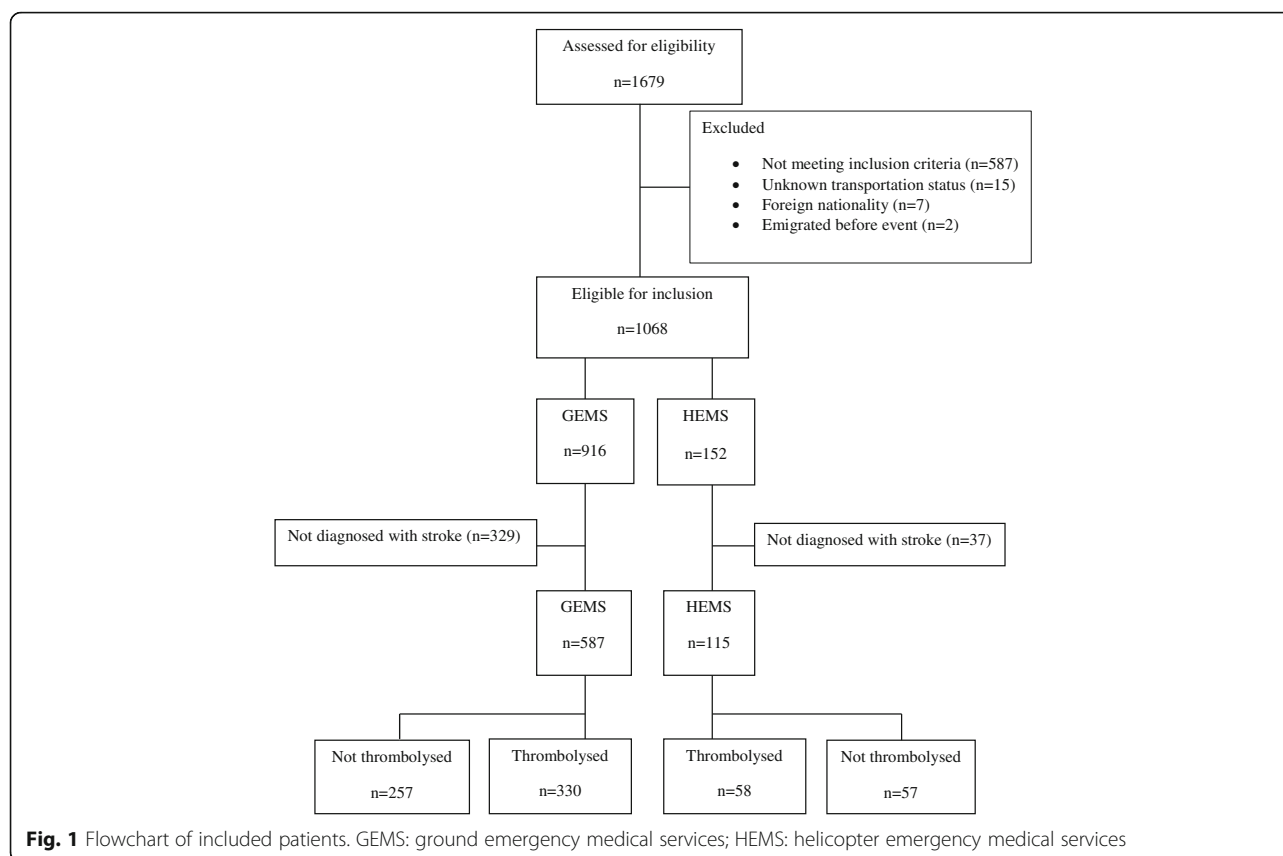 Assessed for eligibility
n=1679
Excluded
• Not meeting inclusion criteria (n=587)
• Unknown transportation status (n=15)
• Foreign nationality (n=7)
• Emigrated before event (n=2)
Eligible for inclusion
n=1068
GEMS
n=916
HEMS
n=152
Not diagnosed with stroke (n=329)
Not diagnosed with stroke (n=37)
GEMS
n=587
HEMS
n=115
Not thrombolysed
n=257
Thrombolysed
n=330
Thrombolysed
n=58
Not thrombolysed
n=57
Fig. 1 Flowchart of included patients. GEMS: ground emergency medical services; HEMS: helicopter emergency medical services